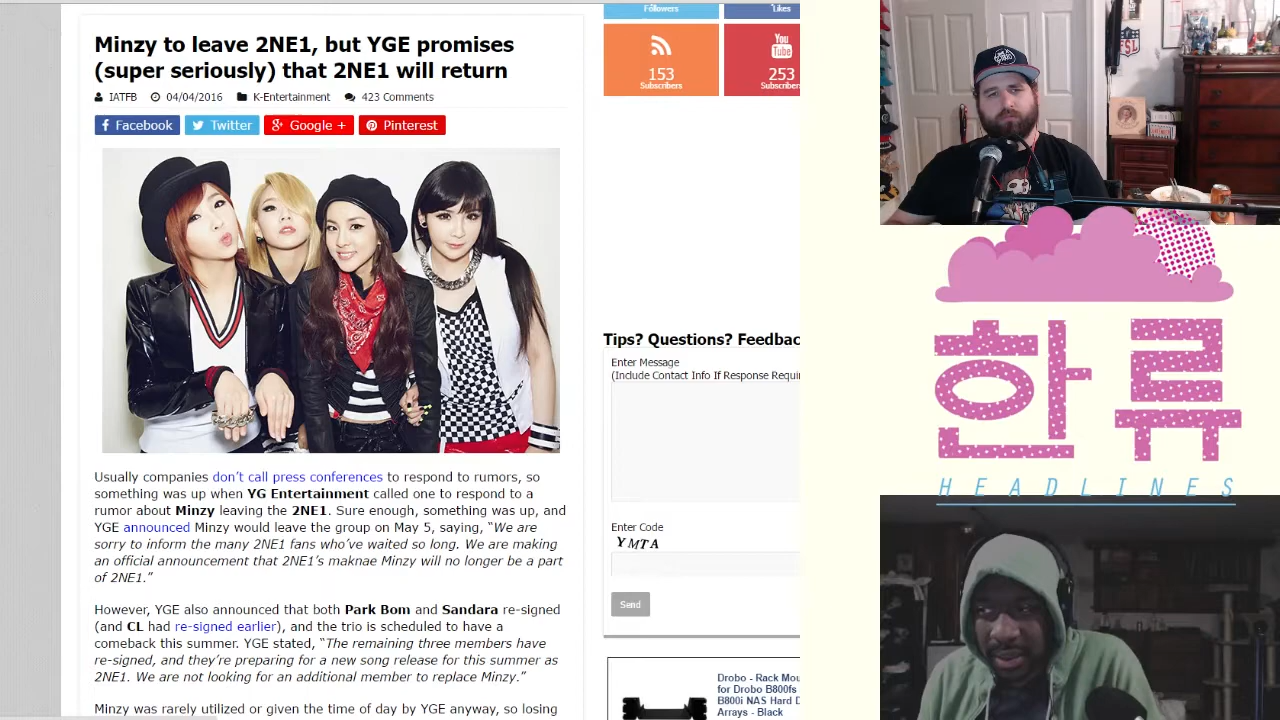 Minzy to leave 2NE1, but YGE promises
(super seriously) that 2NE1 will return
IATFB 04/04/2016 K-Entertainment 423 Comments
Facebook Twitter Google + Pinterest
Usually companies don't call press conferences to respond to rumors, so
something was up when YG Entertainment called one to respond to a
rumor about Minzy leaving the 2NE1. Sure enough, something was up, and
YGE announced Minzy would leave the group on May 5, saying, “We are
sorry to inform the many 2NE1 fans who've waited so long. We are making
an official announcement that 2NE1's maknae Minzy will no longer be a part
of 2NE1.”
However, YGE also announced that both Park Bom and Sandara re-signed
(and CL had re-signed earlier), and the trio is scheduled to have a
comeback this summer. YGE stated, “The remaining three members have
re-signed, and they're preparing for a new song release for this summer as
2NE1. We are not looking for an additional member to replace Minzy.”
Minzy was rarely utilized or given the time of day by YGE anyway, so losing
Followers
Likes
You
Tube
153
Subscribers
253
Subscribers
Tips? Questions? Feedbac
Enter Message
(Include Contact Info If Response Requi
Enter Code
YMTA
Send
Drobo - Rack Mou
for Drobo B800fs
B800i NAS Hard D
Arrays - Black
NFL
한류
HEADLINES